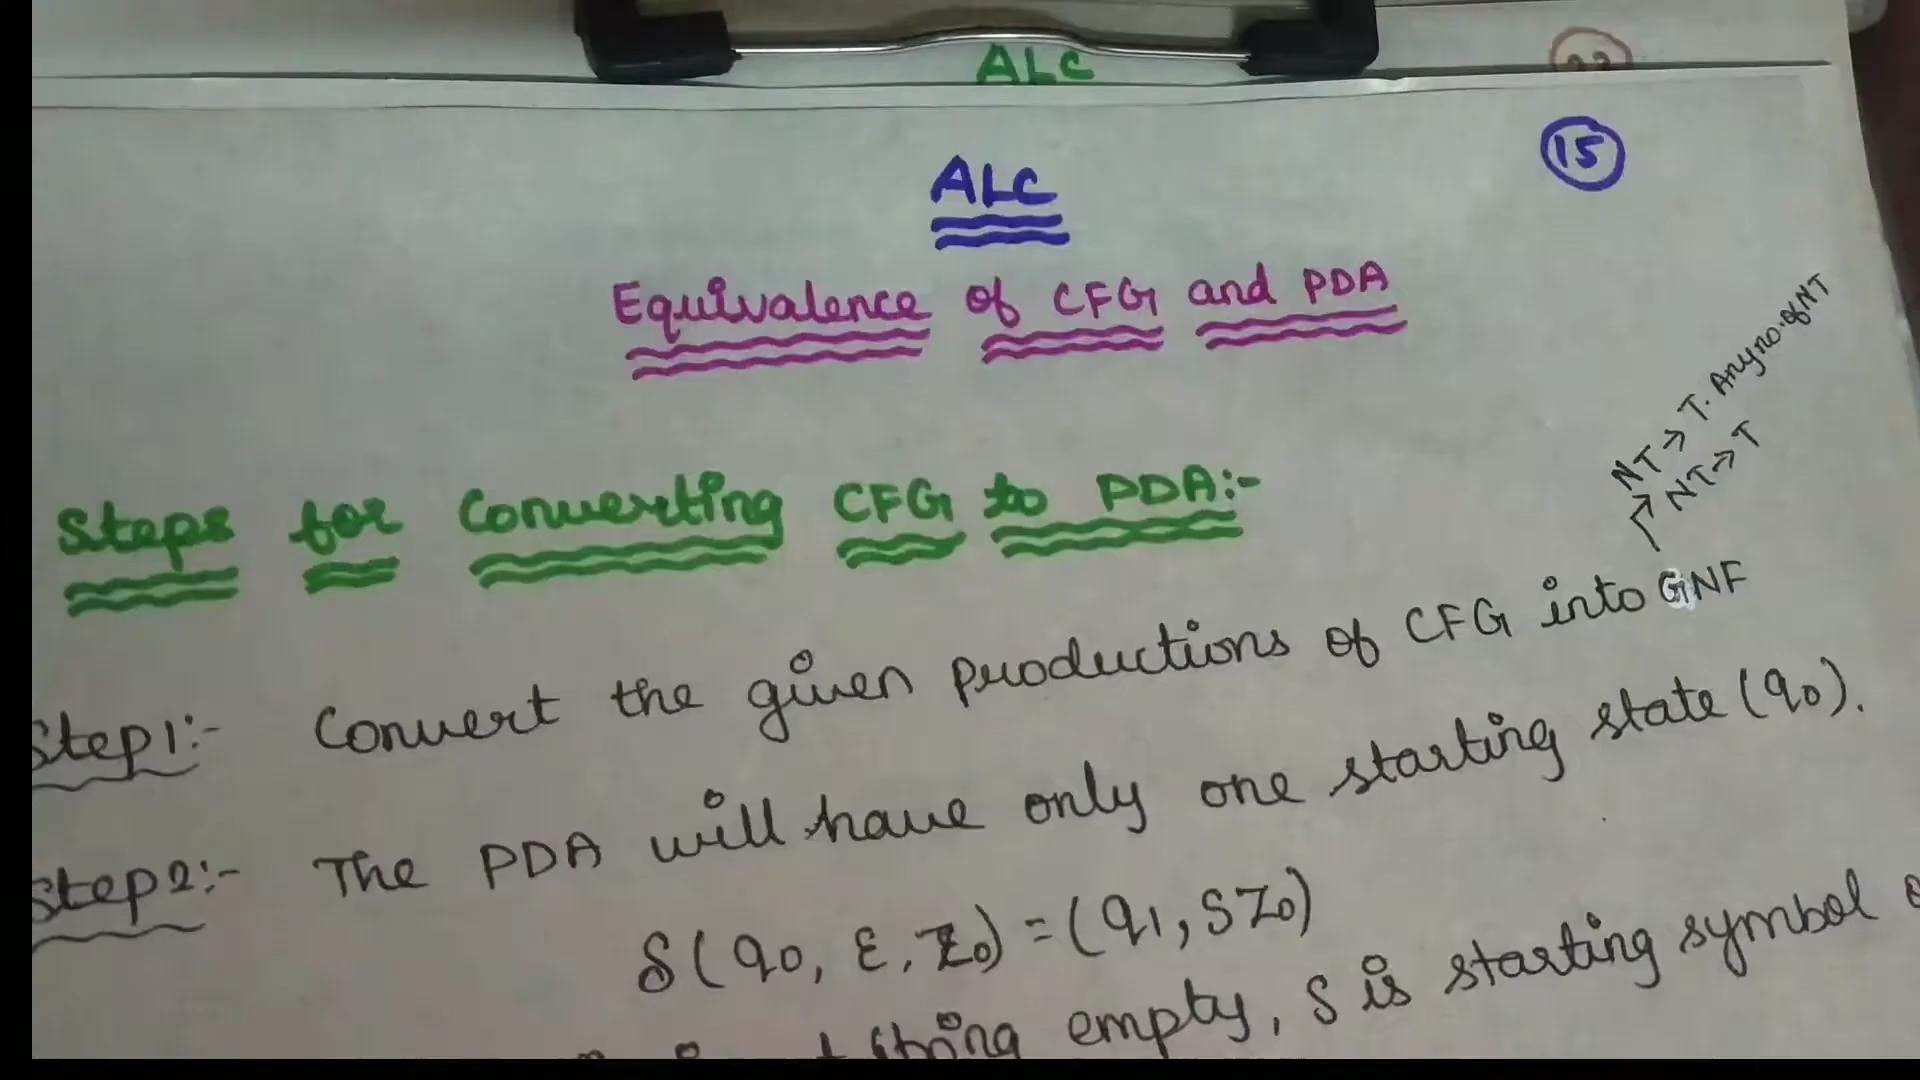 ALC
15
ALC
Equivalence of CFG and PDA
NT → T. Any no. of NT
NT → T
Steps for Converting CFG to PDA:-
Step1:- Convert the given productions of CFG into GNF
Step2:- The PDA will have only one starting state (q0).
δ(q0, ε, Z0) = (q1, SZ0)
string empty, S is starting symbol